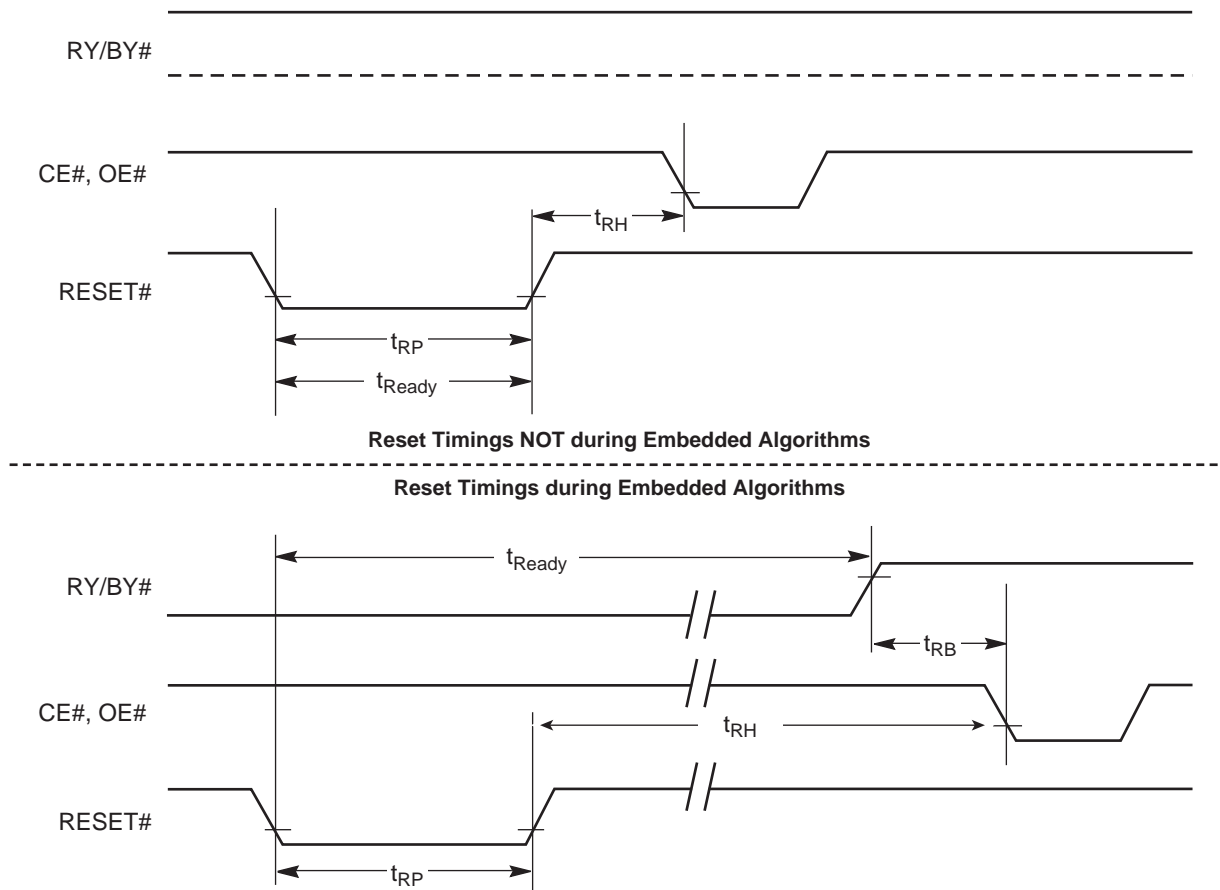 RY/BY#
CE#, OE#
tRH
RESET#
tRP
tReady
Reset Timings NOT during Embedded Algorithms
Reset Timings during Embedded Algorithms
tReady
RY/BY#
tRB
CE#, OE#
tRH
RESET#
tRP